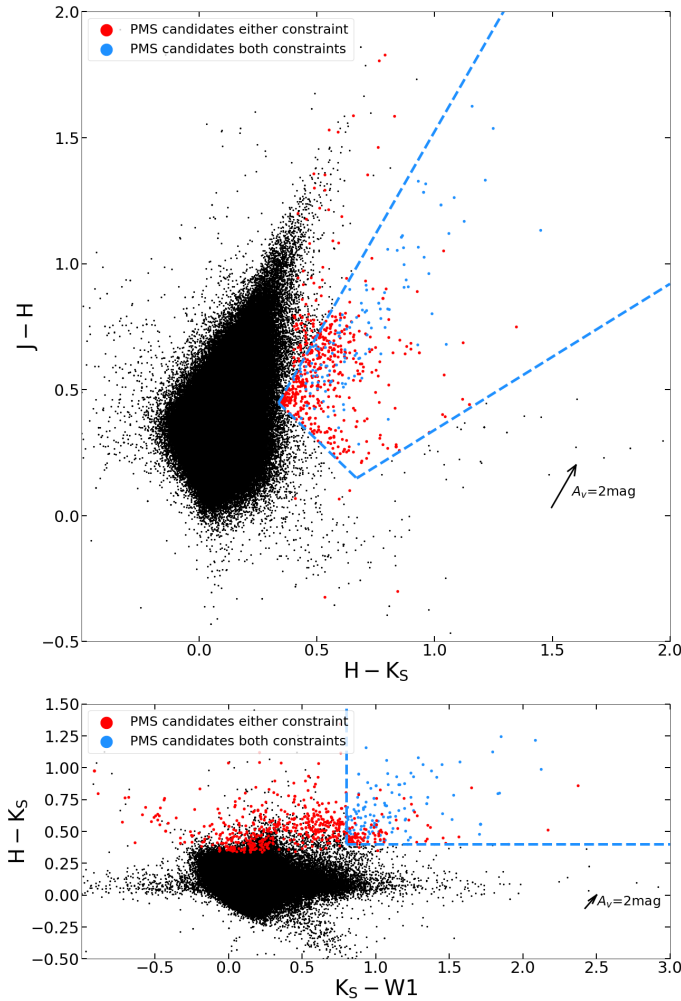 2.0
PMS candidates either constraint
PMS candidates both constraints
1.5
1.0
J − H
0.5
A_v=2mag
0.0
−0.5
0.0 0.5 1.0 1.5 2.0
H − K_S
1.50
PMS candidates either constraint
1.25
PMS candidates both constraints
1.00
0.75
H − K_S
0.50
0.25
0.00
A_v=2mag
−0.25
−0.50
−0.5 0.0 0.5 1.0 1.5 2.0 2.5 3.0
K_S − W1